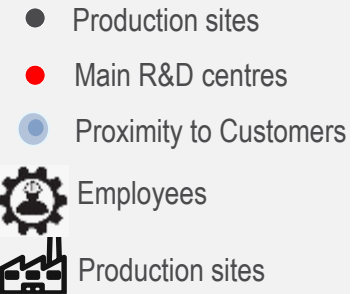 Production sites
Main R&D centres
Proximity to Customers
Employees
Production sites